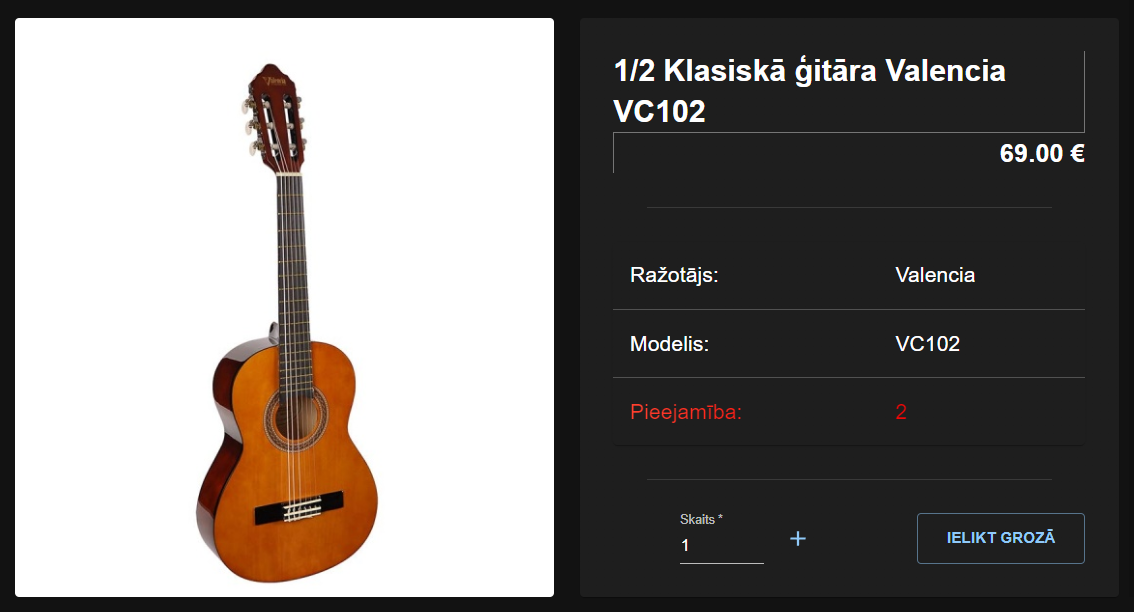 1/2 Klasiskā ģitāra Valencia
VC102
69.00 €
Ražotājs: Valencia
Modelis: VC102
Pieejamība: 2
Skaits *
1 +
IELIKT GROZĀ